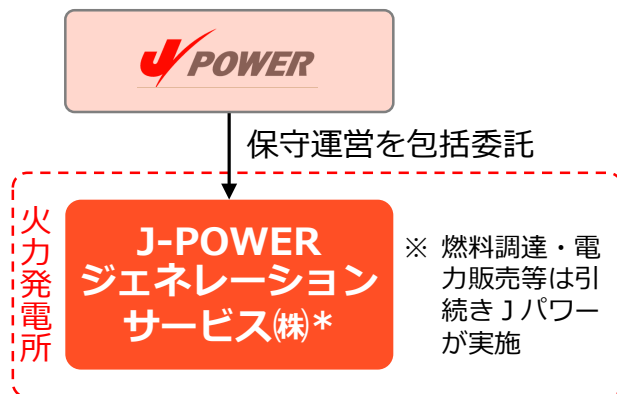 J POWER
保守運営を包括委託
火力発電所
J-POWER
ジェネレーション
サービス㈱*
※ 燃料調達・電
力販売等は引
続きＪパワー
が実施